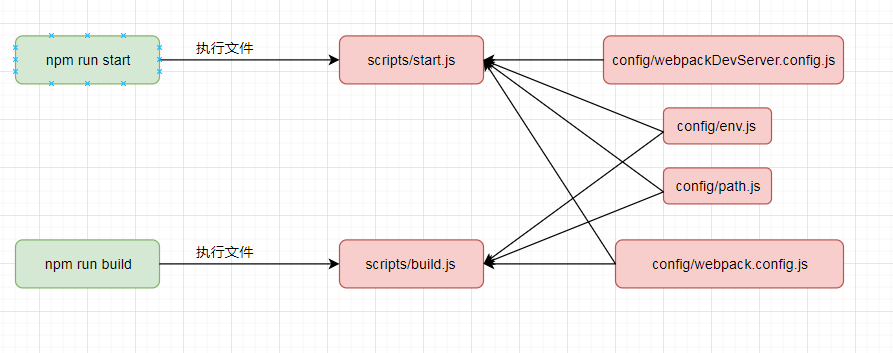 npm run start
执行文件
scripts/start.js
config/webpackDevServer.config.js
config/env.js
config/path.js
npm run build
执行文件
scripts/build.js
config/webpack.config.js